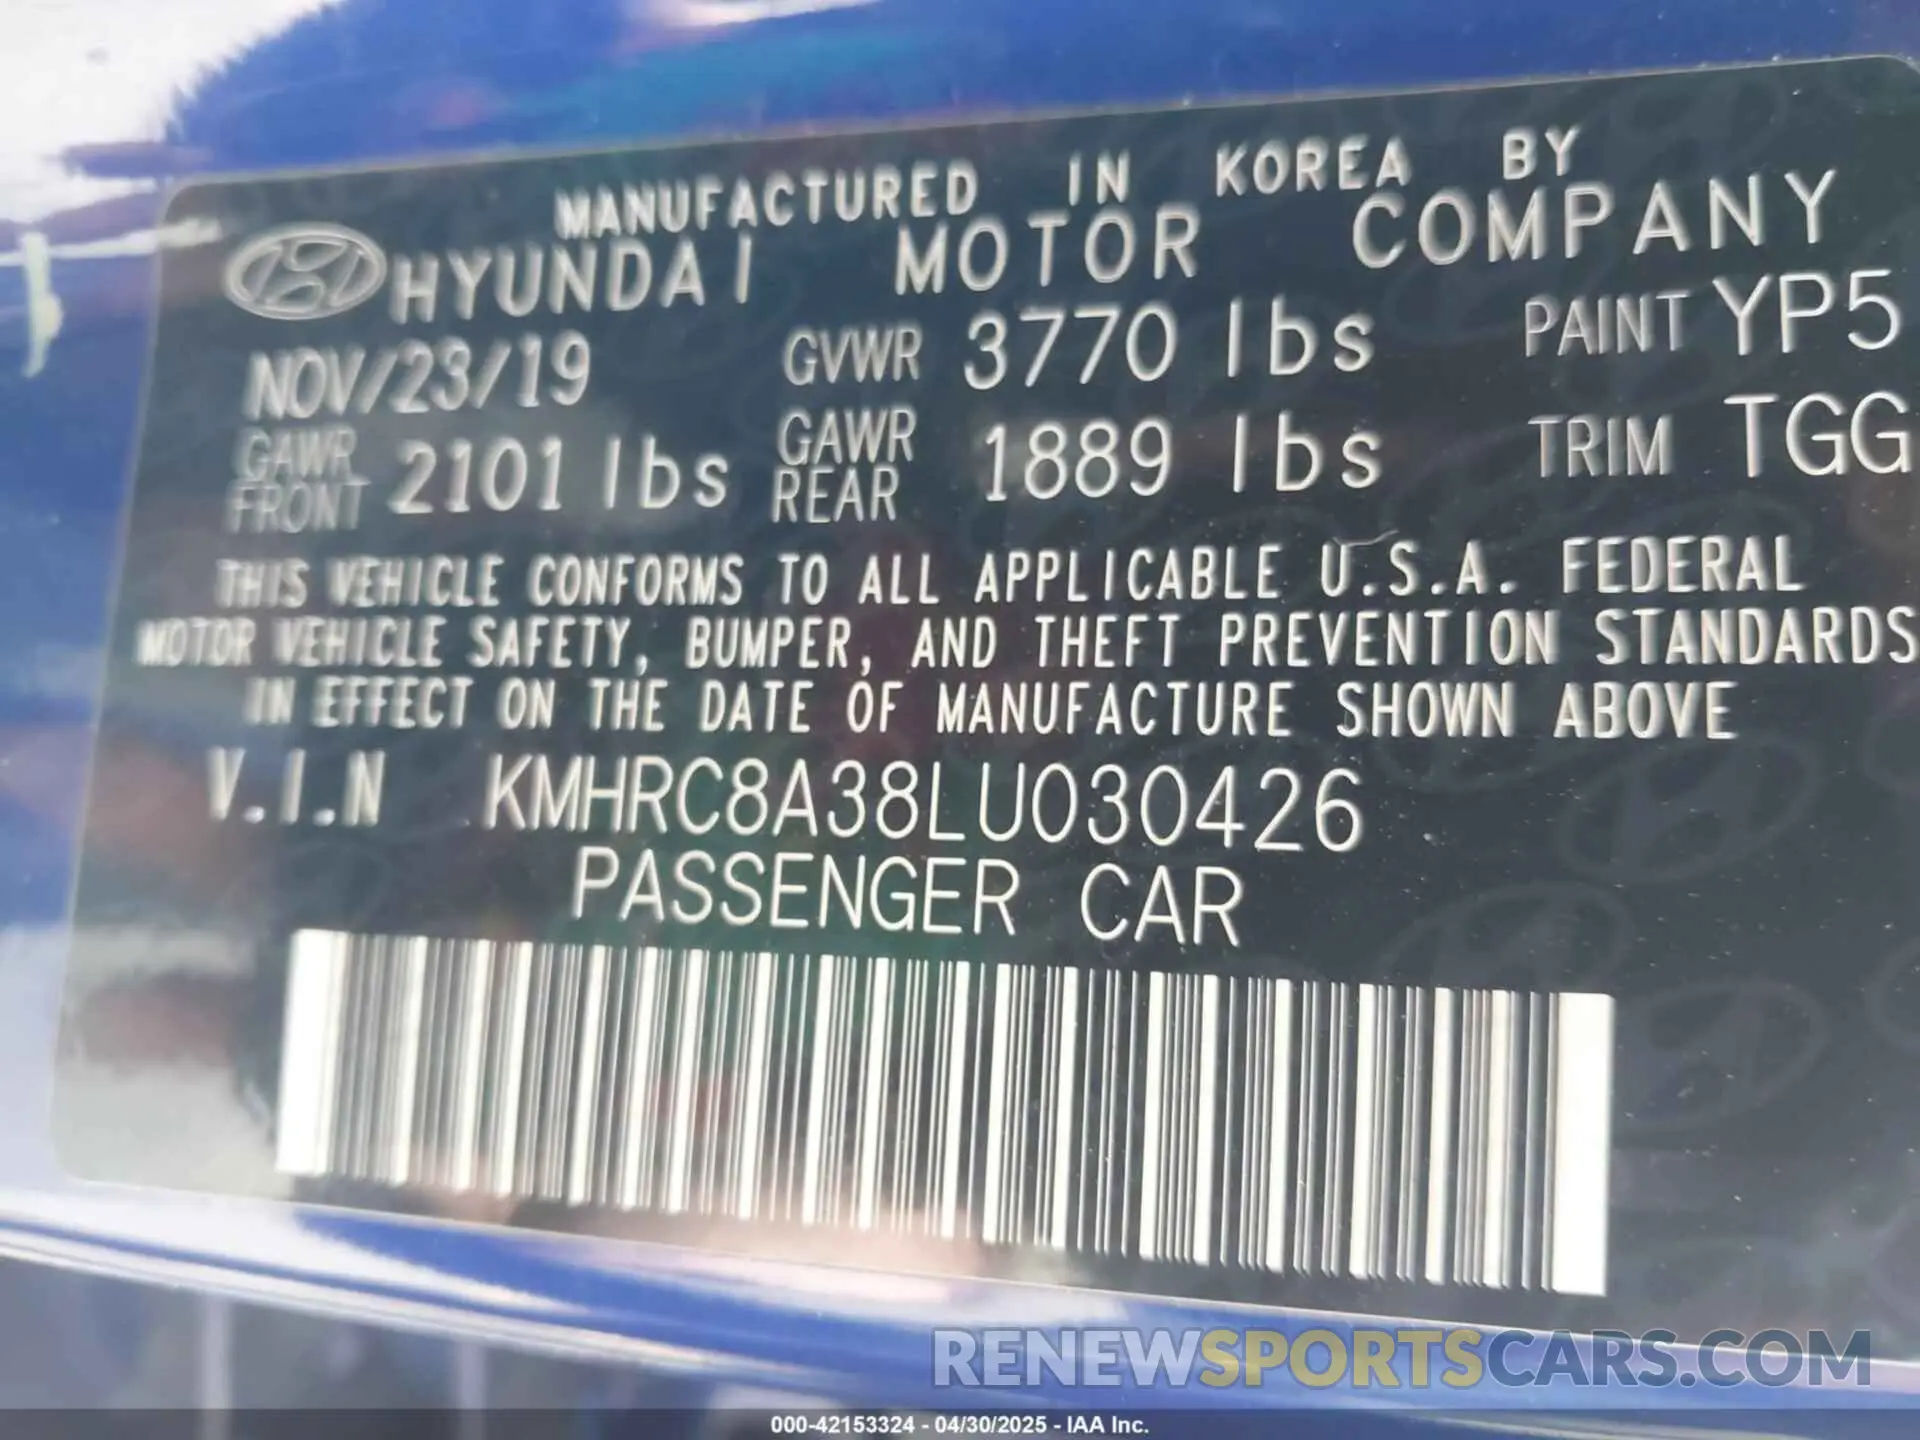 MANUFACTURED IN KOREA BY
HYUNDAI MOTOR COMPANY
NOV/23/19 GVWR 3770 lbs PAINT YP5
GAWR FRONT 2101 lbs GAWR REAR 1889 lbs TRIM TGG
THIS VEHICLE CONFORMS TO ALL APPLICABLE U.S.A. FEDERAL
MOTOR VEHICLE SAFETY, BUMPER, AND THEFT PREVENTION STANDARDS
IN EFFECT ON THE DATE OF MANUFACTURE SHOWN ABOVE
V.I.N KMHRC8A38LU030426
PASSENGER CAR
RENEWSPORTSCARS.COM
000-42153324 - 04/30/2025 - IAA Inc.